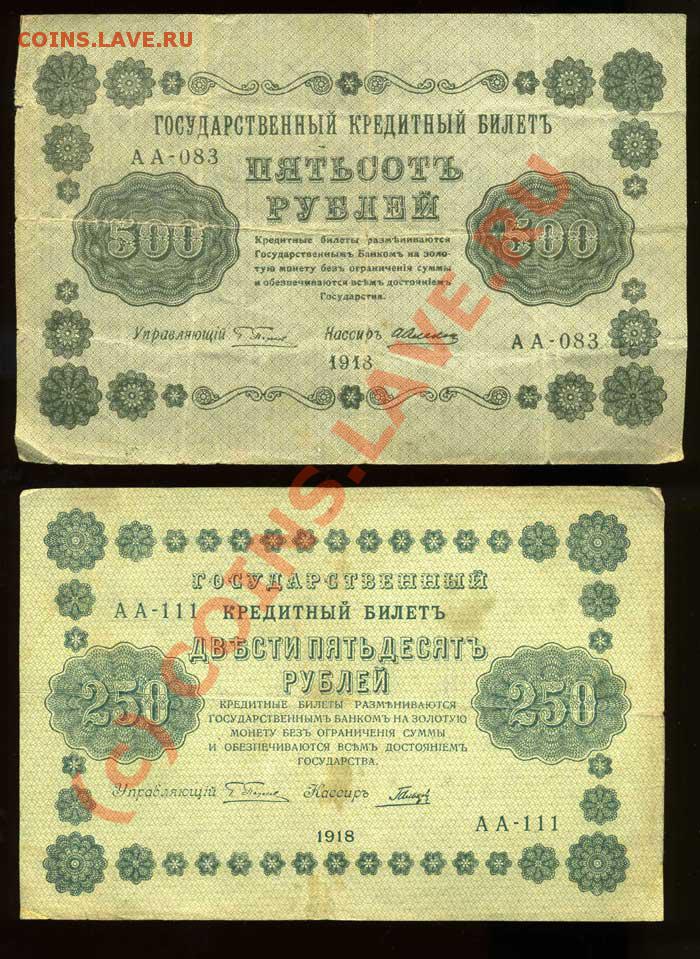 COINS.LAVE.RU
ГОСУДАРСТВЕННЫЙ КРЕДИТНЫЙ БИЛЕТЪ
АА-083
ПЯТЬСОТЪ
РУБЛЕЙ
500 500
Кредитные билеты размѣниваются
Государственнымъ Банкомъ на золо-
тую монету безъ ограниченія суммы
и обезпечиваются всѣмъ достояніемъ
Государства.
Управляющій Кассиръ
АА-083
1918
ГОСУДАРСТВЕННЫЙ
АА-111 КРЕДИТНЫЙ БИЛЕТЪ
ДВѢСТИ ПЯТЬДЕСЯТЪ
РУБЛЕЙ
250 250
КРЕДИТНЫЕ БИЛЕТЫ РАЗМѢНИВАЮТСЯ
ГОСУДАРСТВЕННЫМЪ БАНКОМЪ НА ЗОЛОТУЮ
МОНЕТУ БЕЗЪ ОГРАНИЧЕНІЯ СУММЫ
И ОБЕЗПЕЧИВАЮТСЯ ВСѢМЪ ДОСТОЯНІЕМЪ
ГОСУДАРСТВА.
Управляющій Кассиръ
АА-111
1918
(c) COINS.LAVE.RU